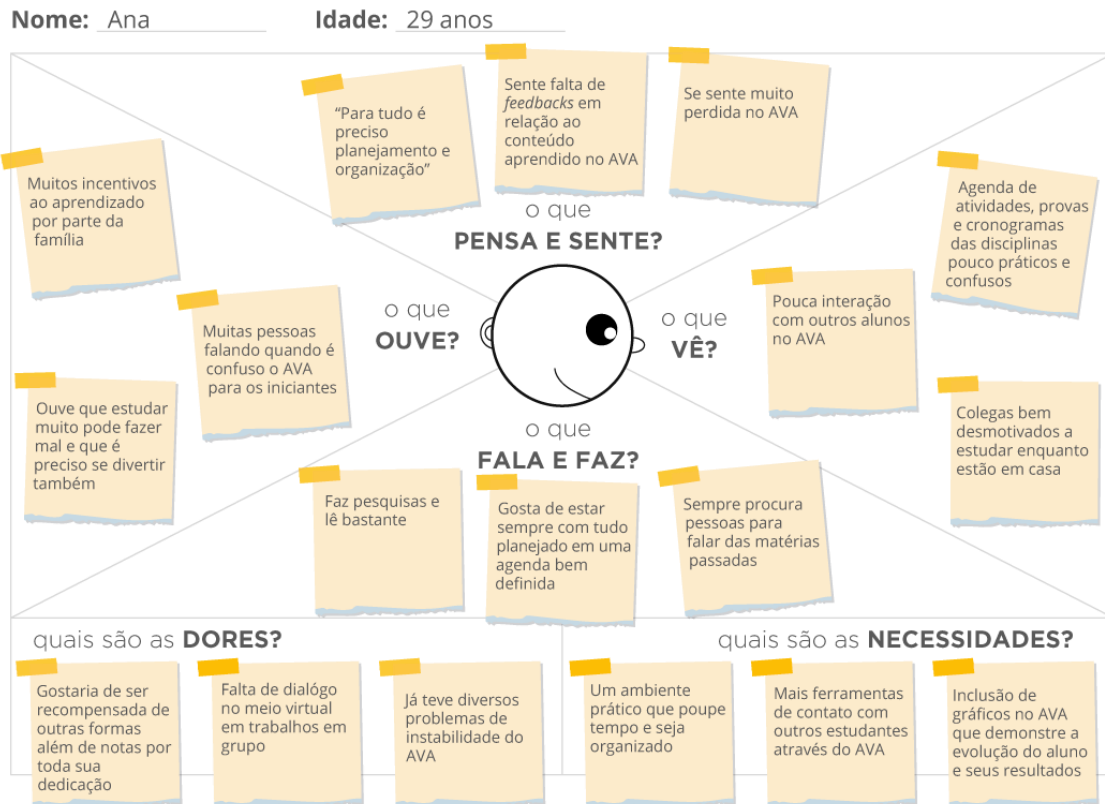 Nome: Ana
Idade: 29 anos
“Para tudo é
preciso
planejamento e
organização”
Sente falta de
feedbacks em
relação ao
conteúdo
aprendido no AVA
Se sente muito
perdida no AVA
o que
PENSA E SENTE?
Muitos incentivos
ao aprendizado
por parte da
família
Muitas pessoas
falando quando é
confuso o AVA
para os iniciantes
Ouve que estudar
muito pode fazer
mal e que é
preciso se divertir
também
o que
OUVE?
o que
VÊ?
Agenda de
atividades, provas
e cronogramas
das disciplinas
pouco práticos e
confusos
Pouca interação
com outros alunos
no AVA
Colegas bem
desmotivados a
estudar enquanto
estão em casa
o que
FALA E FAZ?
Faz pesquisas e
lê bastante
Gosta de estar
sempre com tudo
planejado em uma
agenda bem
definida
Sempre procura
pessoas para
falar das matérias
passadas
quais são as DORES?
Gostaria de ser
recompensada de
outras formas
além de notas por
toda sua
dedicação
Falta de dialógo
no meio virtual
em trabalhos em
grupo
Já teve diversos
problemas de
instabilidade do
AVA
quais são as NECESSIDADES?
Um ambiente
prático que poupe
tempo e seja
organizado
Mais ferramentas
de contato com
outros estudantes
através do AVA
Inclusão de
gráficos no AVA
que demonstre a
evolução do aluno
e seus resultados